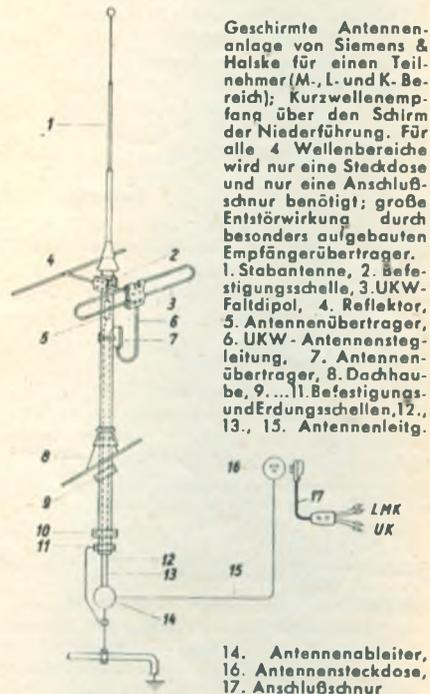 Geschirmte Antennen-
anlage von Siemens &
Halske für einen Teil-
nehmer (M-, L- und K- Be-
reich); Kurzwellenemp-
fang über den Schirm
der Niederführung. Für
alle 4 Wellenbereiche
wird nur eine Steckdose
und nur eine Anschluß-
schnur benötigt; große
Entstörwirkung durch
besonders aufgebauten
Empfängerübertrager.
1. Stabantenne, 2. Befe-
stigungsschelle, 3. UKW-
Faltdipol, 4. Reflektor,
5. Antennenübertrager,
6. UKW - Antennensteg-
leitung, 7. Antennen-
übertrager, 8. Dachhau-
be, 9. ...11. Befestigungs-
und Erdungsschellen, 12.,
13., 15. Antennenleitg.
14. Antennenableiter,
16. Antennensteckdose,
17. Anschlußschnur
1
2
4
3
5
6
7
8
9
10
11
12
13
14
15
16
17
LMK
UK